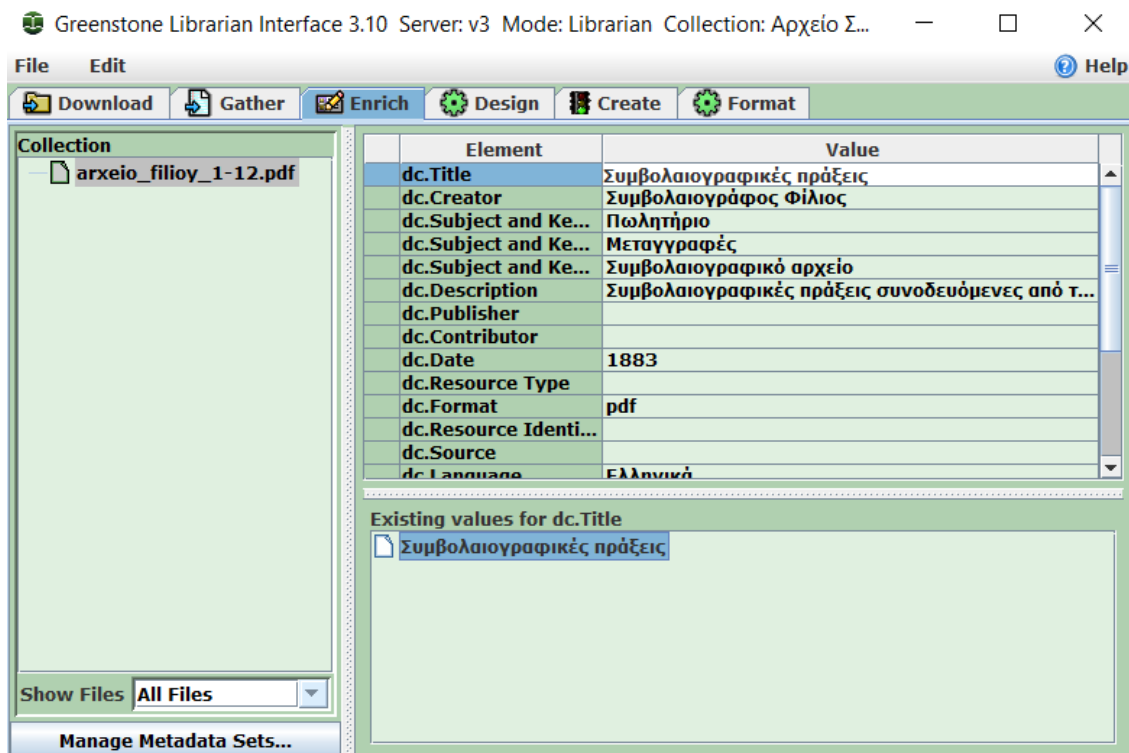 Greenstone Librarian Interface 3.10 Server: v3 Mode: Librarian Collection: Αρχείο Σ...
File Edit Help
Download Gather Enrich Design Create Format
Collection
arxeio_filioy_1-12.pdf
Show Files All Files
Manage Metadata Sets...
Element Value
dc.Title Συμβολαιογραφικές πράξεις
dc.Creator Συμβολαιογράφος Φίλιος
dc.Subject and Ke... Πωλητήριο
dc.Subject and Ke... Μεταγγραφές
dc.Subject and Ke... Συμβολαιογραφικό αρχείο
dc.Description Συμβολαιογραφικές πράξεις συνοδευόμενες από τ...
dc.Publisher
dc.Contributor
dc.Date 1883
dc.Resource Type
dc.Format pdf
dc.Resource Identi...
dc.Source
dc.Language Ελληνικά
Existing values for dc.Title
Συμβολαιογραφικές πράξεις